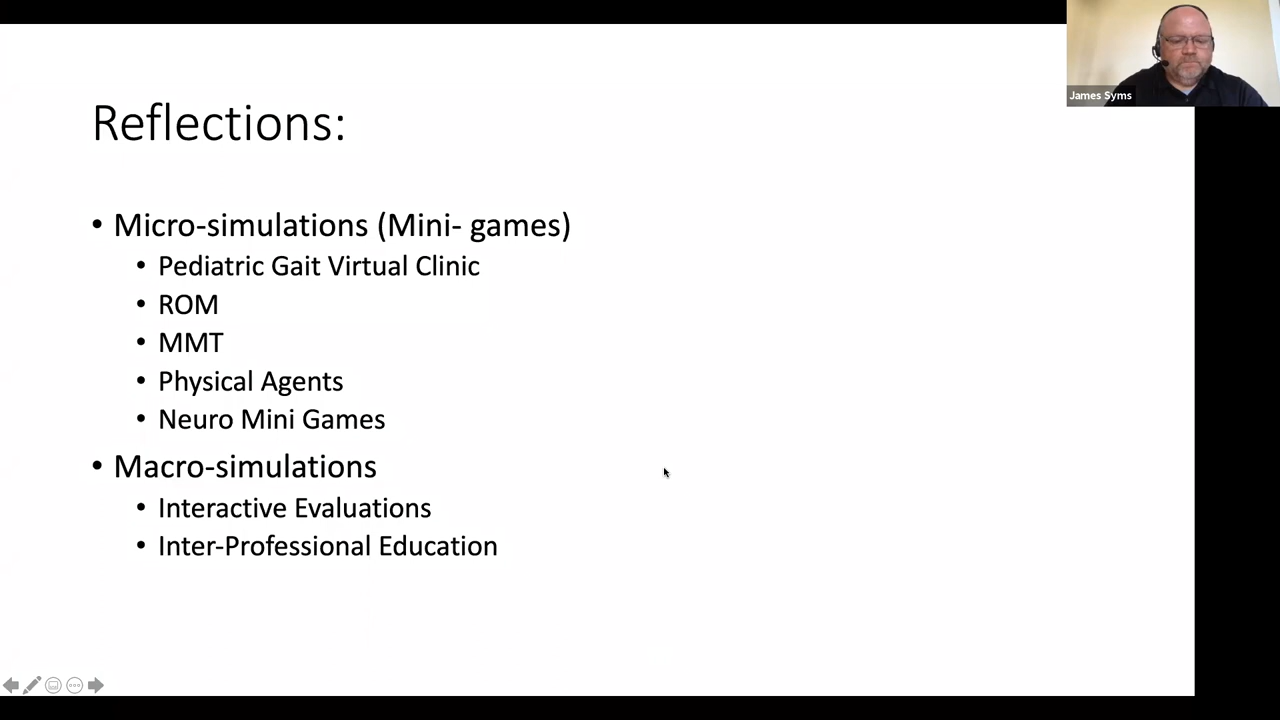 James Syms
Reflections:
• Micro-simulations (Mini- games)
• Pediatric Gait Virtual Clinic
• ROM
• MMT
• Physical Agents
• Neuro Mini Games
• Macro-simulations
• Interactive Evaluations
• Inter-Professional Education